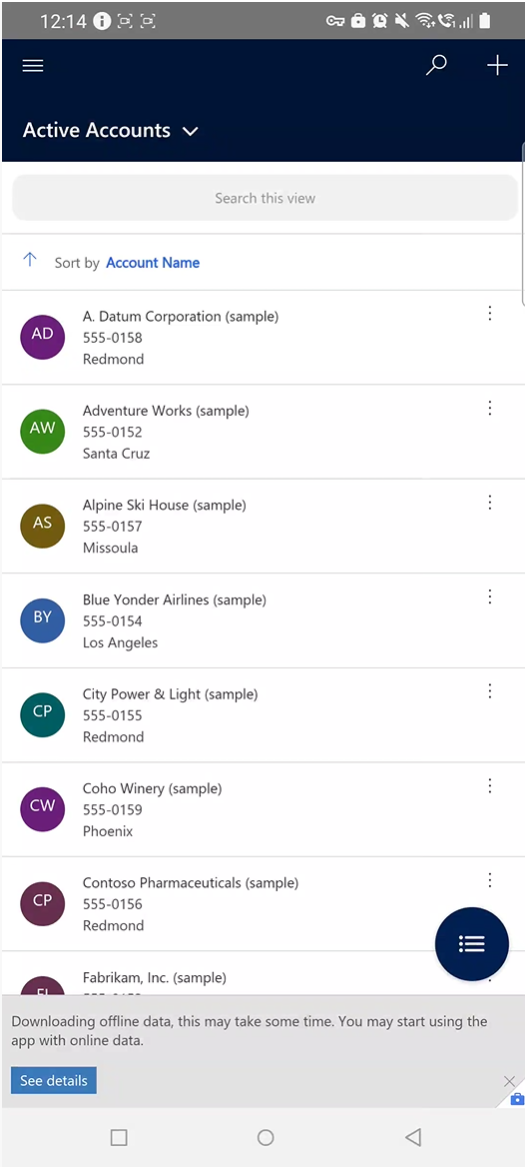 12:14
Active Accounts
Search this view
Sort by Account Name
AD
A. Datum Corporation (sample)
555-0158
Redmond
AW
Adventure Works (sample)
555-0152
Santa Cruz
AS
Alpine Ski House (sample)
555-0157
Missoula
BY
Blue Yonder Airlines (sample)
555-0154
Los Angeles
CP
City Power & Light (sample)
555-0155
Redmond
CW
Coho Winery (sample)
555-0159
Phoenix
CP
Contoso Pharmaceuticals (sample)
555-0156
Redmond
Fabrikam, Inc. (sample)
Downloading offline data, this may take some time. You may start using the
app with online data.
See details